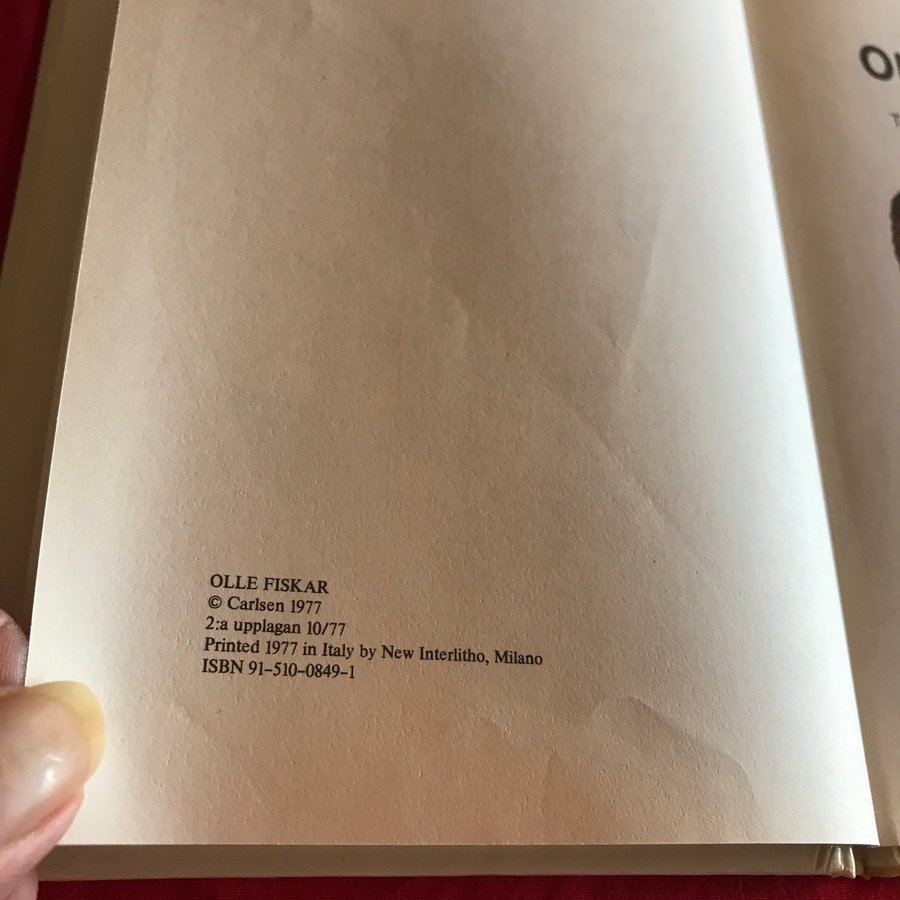 OLLE FISKAR
© Carlsen 1977
2:a upplagan 10/77
Printed 1977 in Italy by New Interlitho, Milano
ISBN 91-510-0849-1